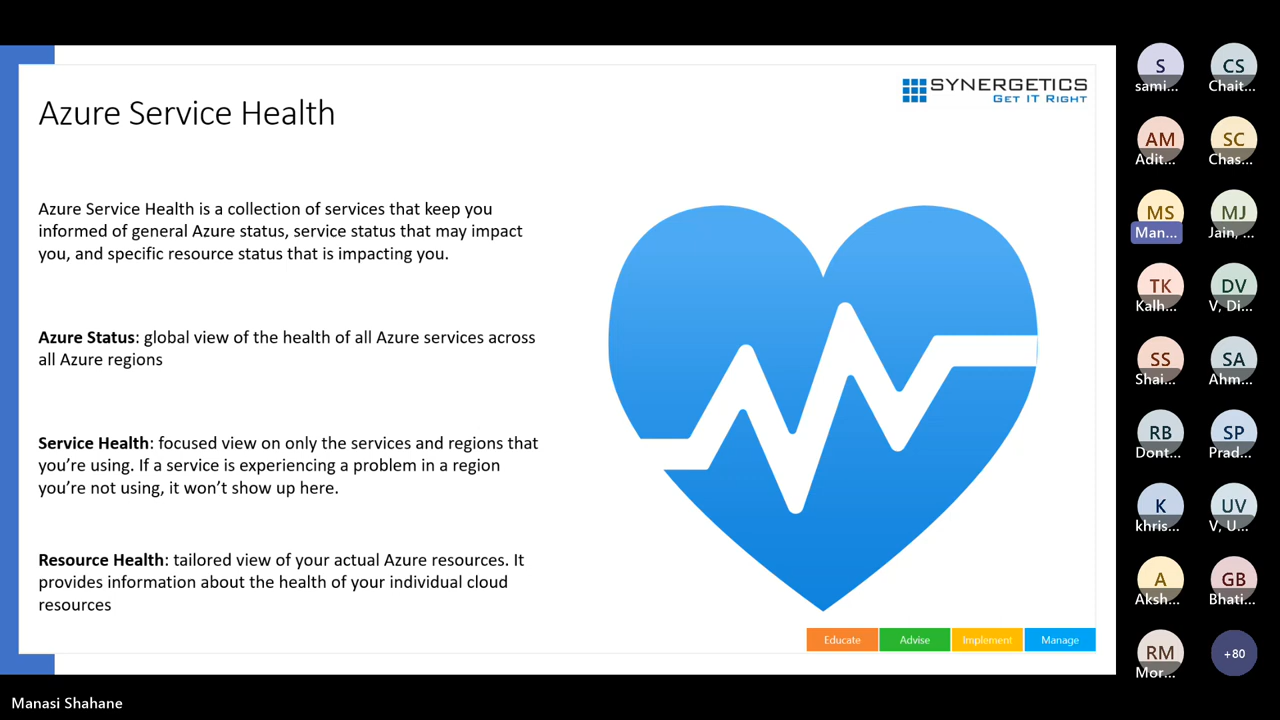 SYNERGETICS
GET IT RIGHT
Azure Service Health
Azure Service Health is a collection of services that keep you
informed of general Azure status, service status that may impact
you, and specific resource status that is impacting you.
Azure Status: global view of the health of all Azure services across
all Azure regions
Service Health: focused view on only the services and regions that
you’re using. If a service is experiencing a problem in a region
you’re not using, it won’t show up here.
Resource Health: tailored view of your actual Azure resources. It
provides information about the health of your individual cloud
resources
Educate
Advise
Implement
Manage
S
sami...
CS
Chait...
AM
Adit...
SC
Chas...
MS
Man...
MJ
Jain, ...
TK
Kalh...
DV
V, Di...
SS
Shai...
SA
Ahm...
RB
Dont...
SP
Prad...
K
khris...
UV
V, U...
A
Aksh...
GB
Bhati...
RM
Mor...
+80
Manasi Shahane